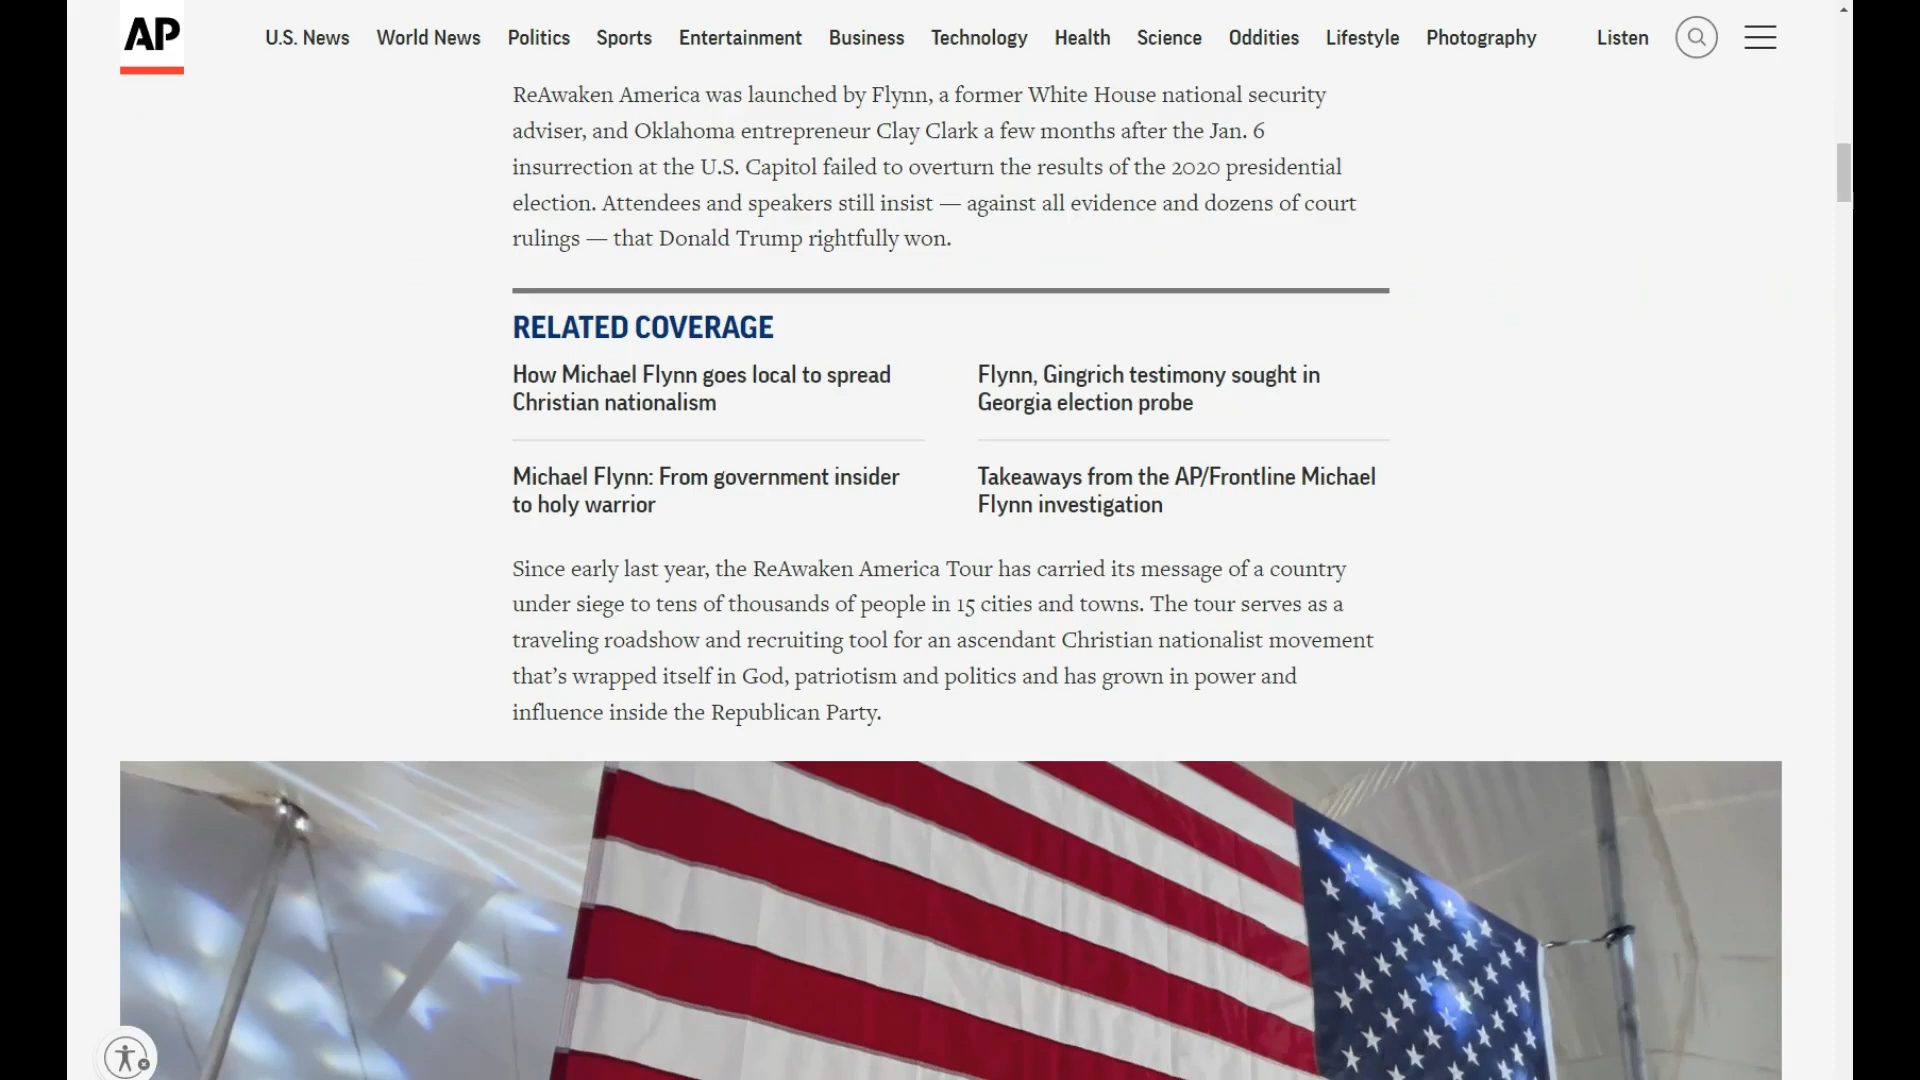 AP
U.S. News World News Politics Sports Entertainment Business Technology Health Science Oddities Lifestyle Photography Listen
ReAwaken America was launched by Flynn, a former White House national security
adviser, and Oklahoma entrepreneur Clay Clark a few months after the Jan. 6
insurrection at the U.S. Capitol failed to overturn the results of the 2020 presidential
election. Attendees and speakers still insist — against all evidence and dozens of court
rulings — that Donald Trump rightfully won.
RELATED COVERAGE
How Michael Flynn goes local to spread
Christian nationalism
Flynn, Gingrich testimony sought in
Georgia election probe
Michael Flynn: From government insider
to holy warrior
Takeaways from the AP/Frontline Michael
Flynn investigation
Since early last year, the ReAwaken America Tour has carried its message of a country
under siege to tens of thousands of people in 15 cities and towns. The tour serves as a
traveling roadshow and recruiting tool for an ascendant Christian nationalist movement
that’s wrapped itself in God, patriotism and politics and has grown in power and
influence inside the Republican Party.